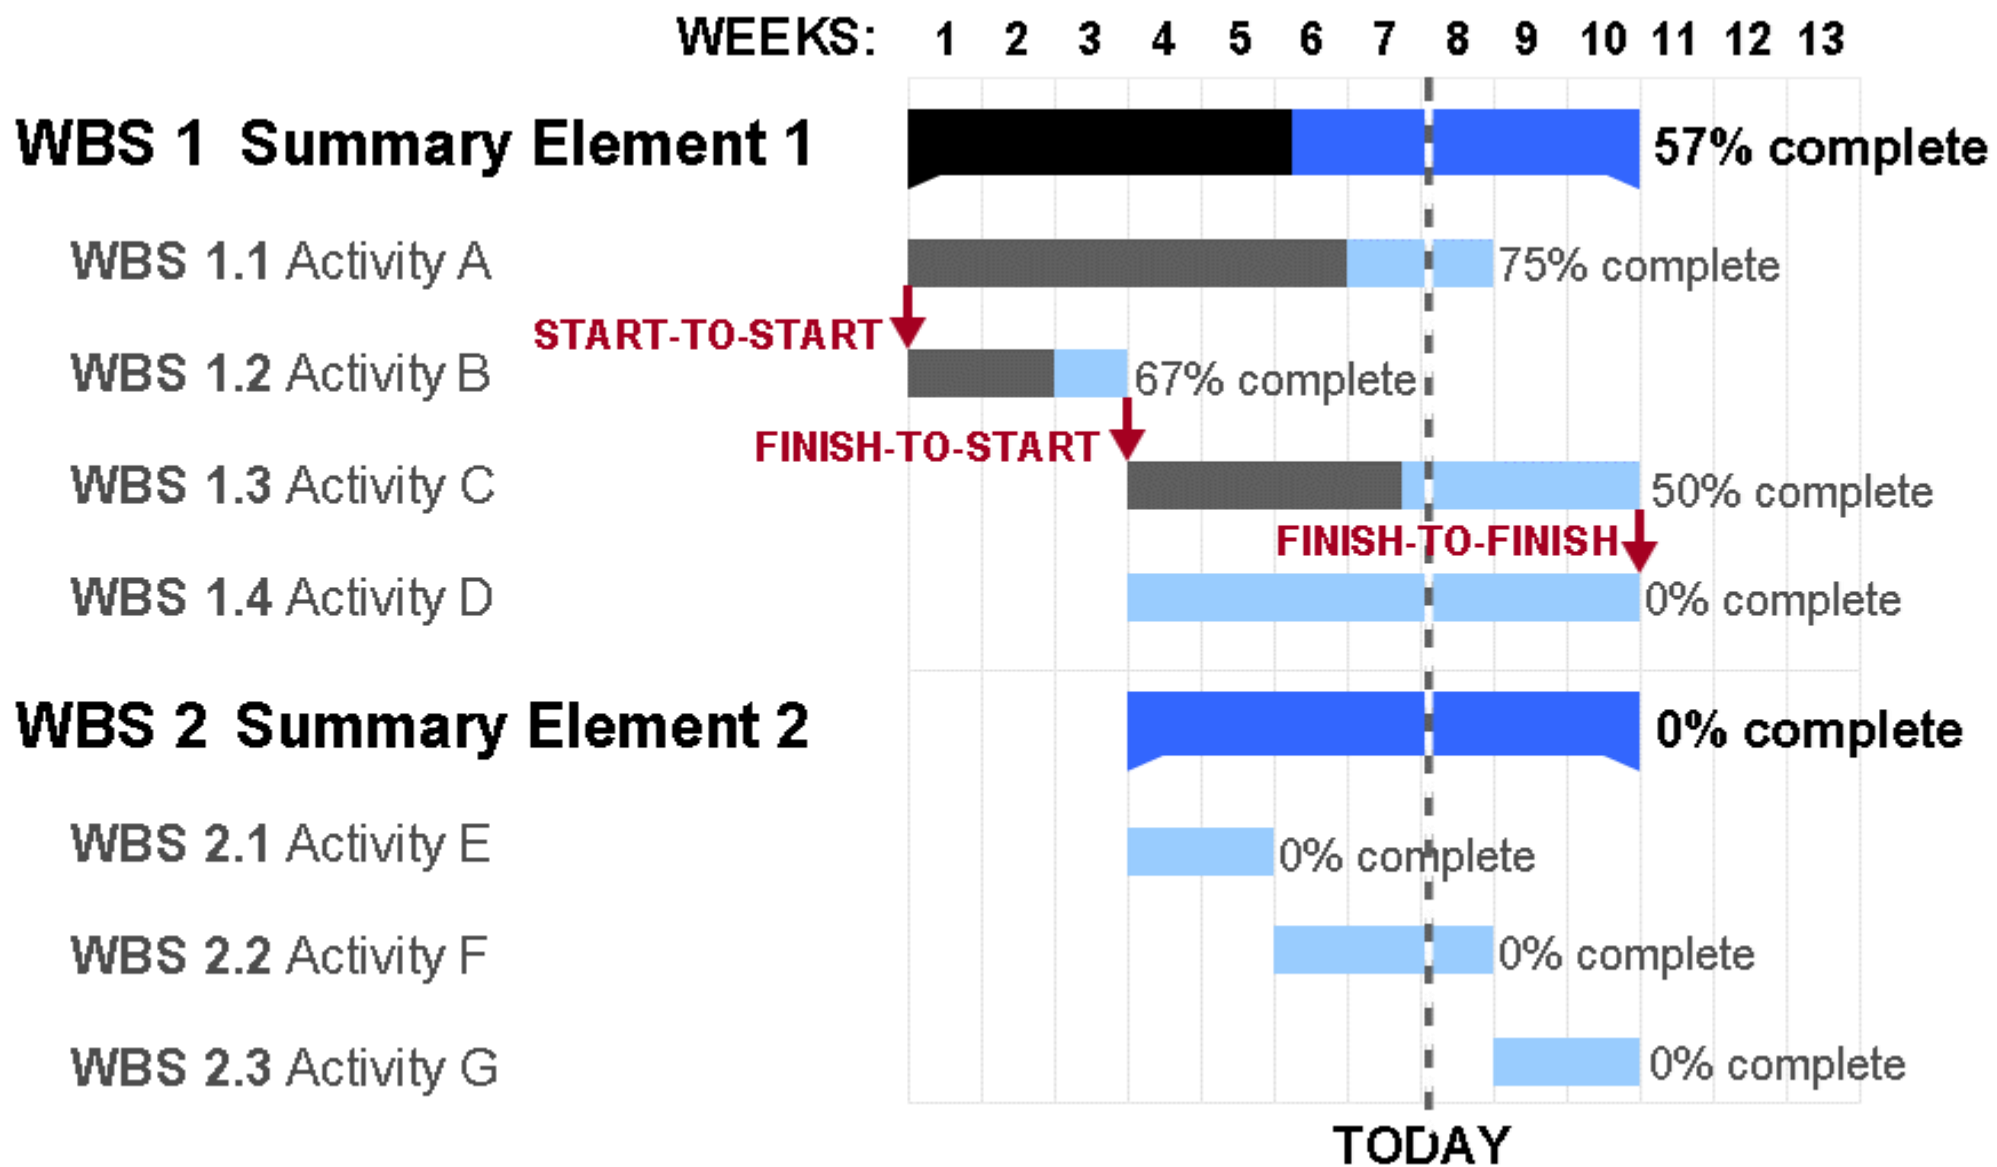 WEEKS: 1 2 3 4 5 6 7 8 9 10 11 12 13
WBS 1 Summary Element 1 57% complete
WBS 1.1 Activity A 75% complete
START-TO-START
WBS 1.2 Activity B 67% complete
FINISH-TO-START
WBS 1.3 Activity C 50% complete
FINISH-TO-FINISH
WBS 1.4 Activity D 0% complete
WBS 2 Summary Element 2 0% complete
WBS 2.1 Activity E 0% complete
WBS 2.2 Activity F 0% complete
WBS 2.3 Activity G 0% complete
TODAY